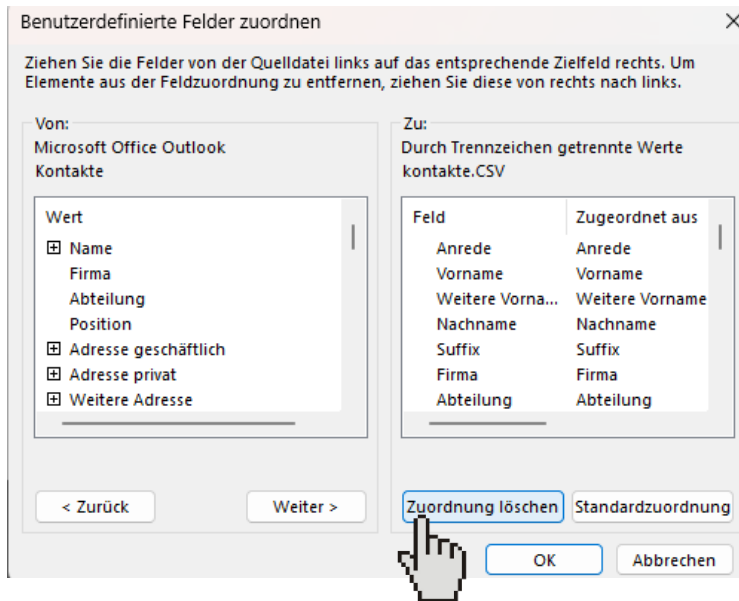 Benutzerdefinierte Felder zuordnen
Ziehen Sie die Felder von der Quelldatei links auf das entsprechende Zielfeld rechts. Um
Elemente aus der Feldzuordnung zu entfernen, ziehen Sie diese von rechts nach links.
Von:
Microsoft Office Outlook
Kontakte
Wert
Name
Firma
Abteilung
Position
Adresse geschäftlich
Adresse privat
Weitere Adresse
< Zurück
Weiter >
Zu:
Durch Trennzeichen getrennte Werte
kontakte.CSV
Feld Zugeordnet aus
Anrede Anrede
Vorname Vorname
Weitere Vorna... Weitere Vorname
Nachname Nachname
Suffix Suffix
Firma Firma
Abteilung Abteilung
Zuordnung löschen Standardzuordnung
OK Abbrechen